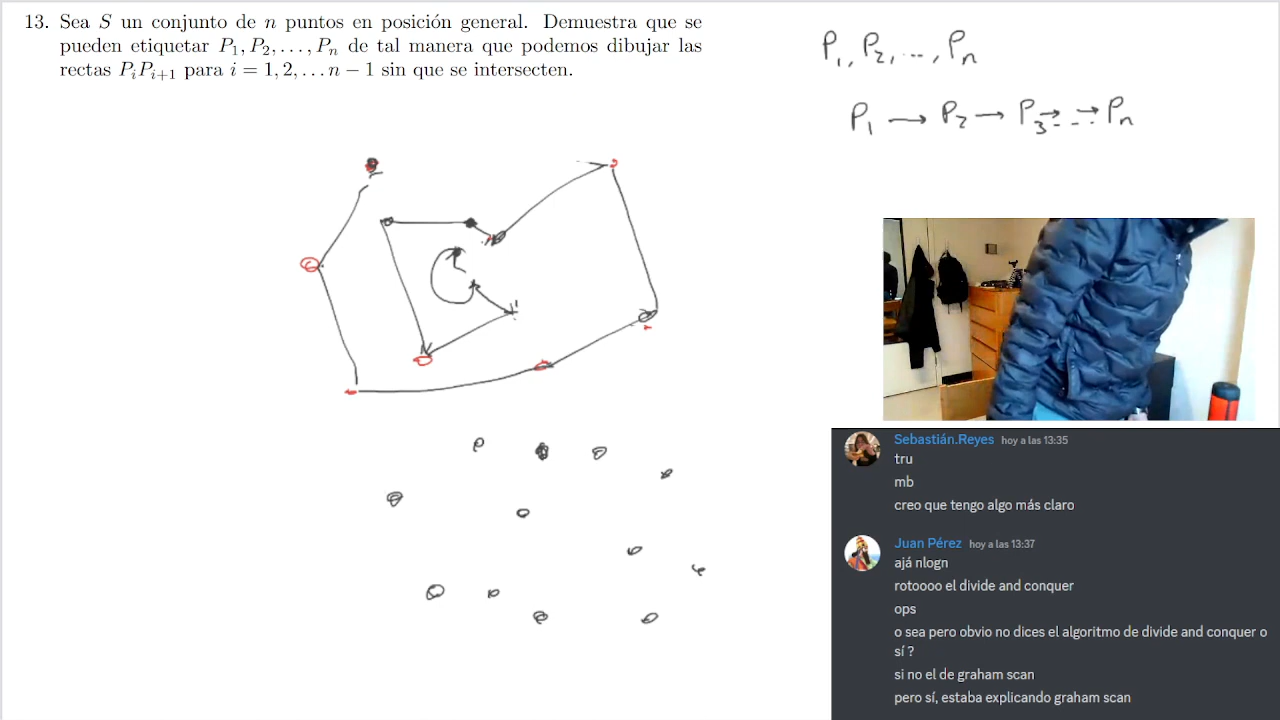 13. Sea S un conjunto de n puntos en posición general. Demuestra que se
pueden etiquetar P₁, P₂, . . . , Pₙ de tal manera que podemos dibujar las
rectas PᵢPᵢ₊₁ para i = 1, 2, . . . n − 1 sin que se intersecten.
P₁, P₂, ..., Pₙ
P₁ → P₂ → P₃ → ... → Pₙ
Sebastián.Reyes hoy a las 13:35
tru
mb
creo que tengo algo más claro
Juan Pérez hoy a las 13:37
ajá nlogn
rotoooo el divide and conquer
ops
o sea pero obvio no dices el algoritmo de divide and conquer o
sí ?
si no el de graham scan
pero sí, estaba explicando graham scan